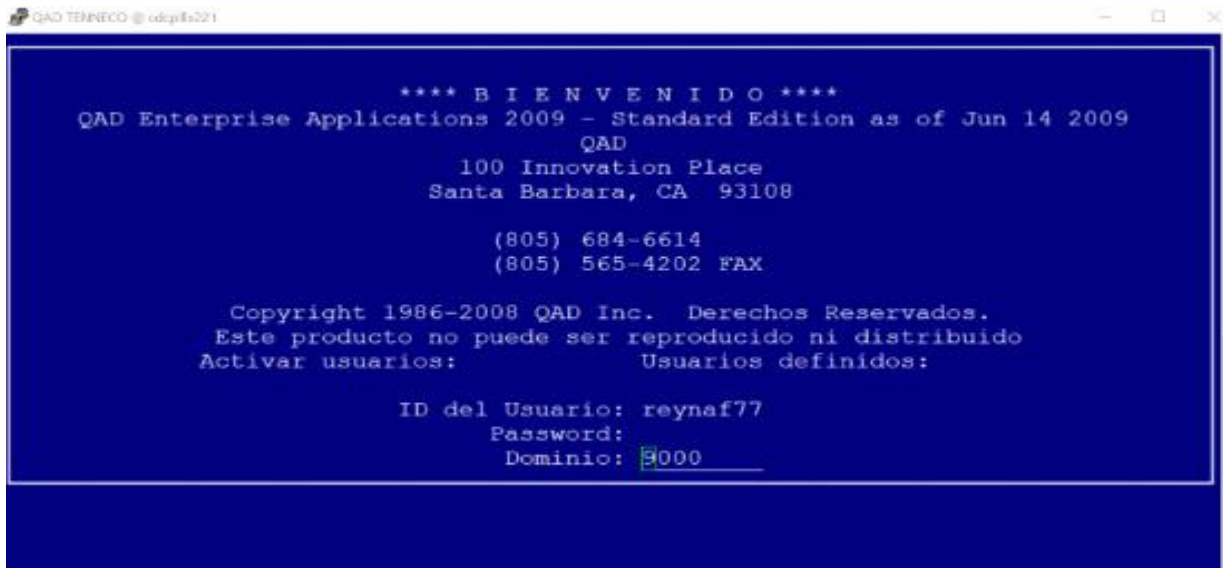 QAD TENNECO @
**** B I E N V E N I D O ****
QAD Enterprise Applications 2009 - Standard Edition as of Jun 14 2009
QAD
100 Innovation Place
Santa Barbara, CA 93108
(805) 684-6614
(805) 565-4202 FAX
Copyright 1986-2008 QAD Inc. Derechos Reservados.
Este producto no puede ser reproducido ni distribuido
Activar usuarios: Usuarios definidos:
ID del Usuario: reynaf77
Password:
Dominio: 9000